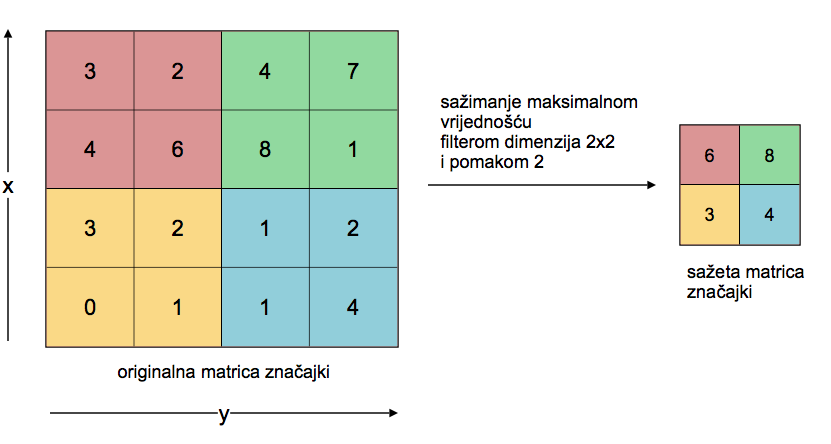 3 2 4 7
4 6 8 1
3 2 1 2
0 1 1 4
x
originalna matrica značajki
y
sažimanje maksimalnom
vrijednošću
filterom dimenzija 2x2
i pomakom 2
6 8
3 4
sažeta matrica
značajki